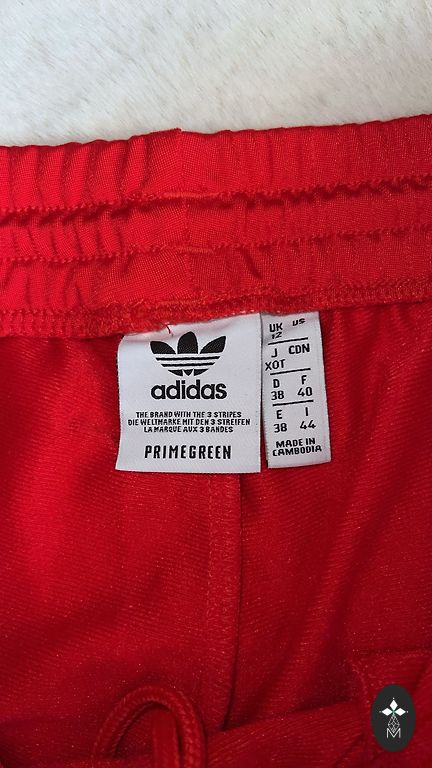 adidas
THE BRAND WITH THE 3 STRIPES
DIE WELTMARKE MIT DEN 3 STREIFEN
LA MARQUE AUX 3 BANDES
PRIMEGREEN
UK US
12
J CDN
XOT
D F
38 40
E I
38 44
MADE IN
CAMBODIA
M